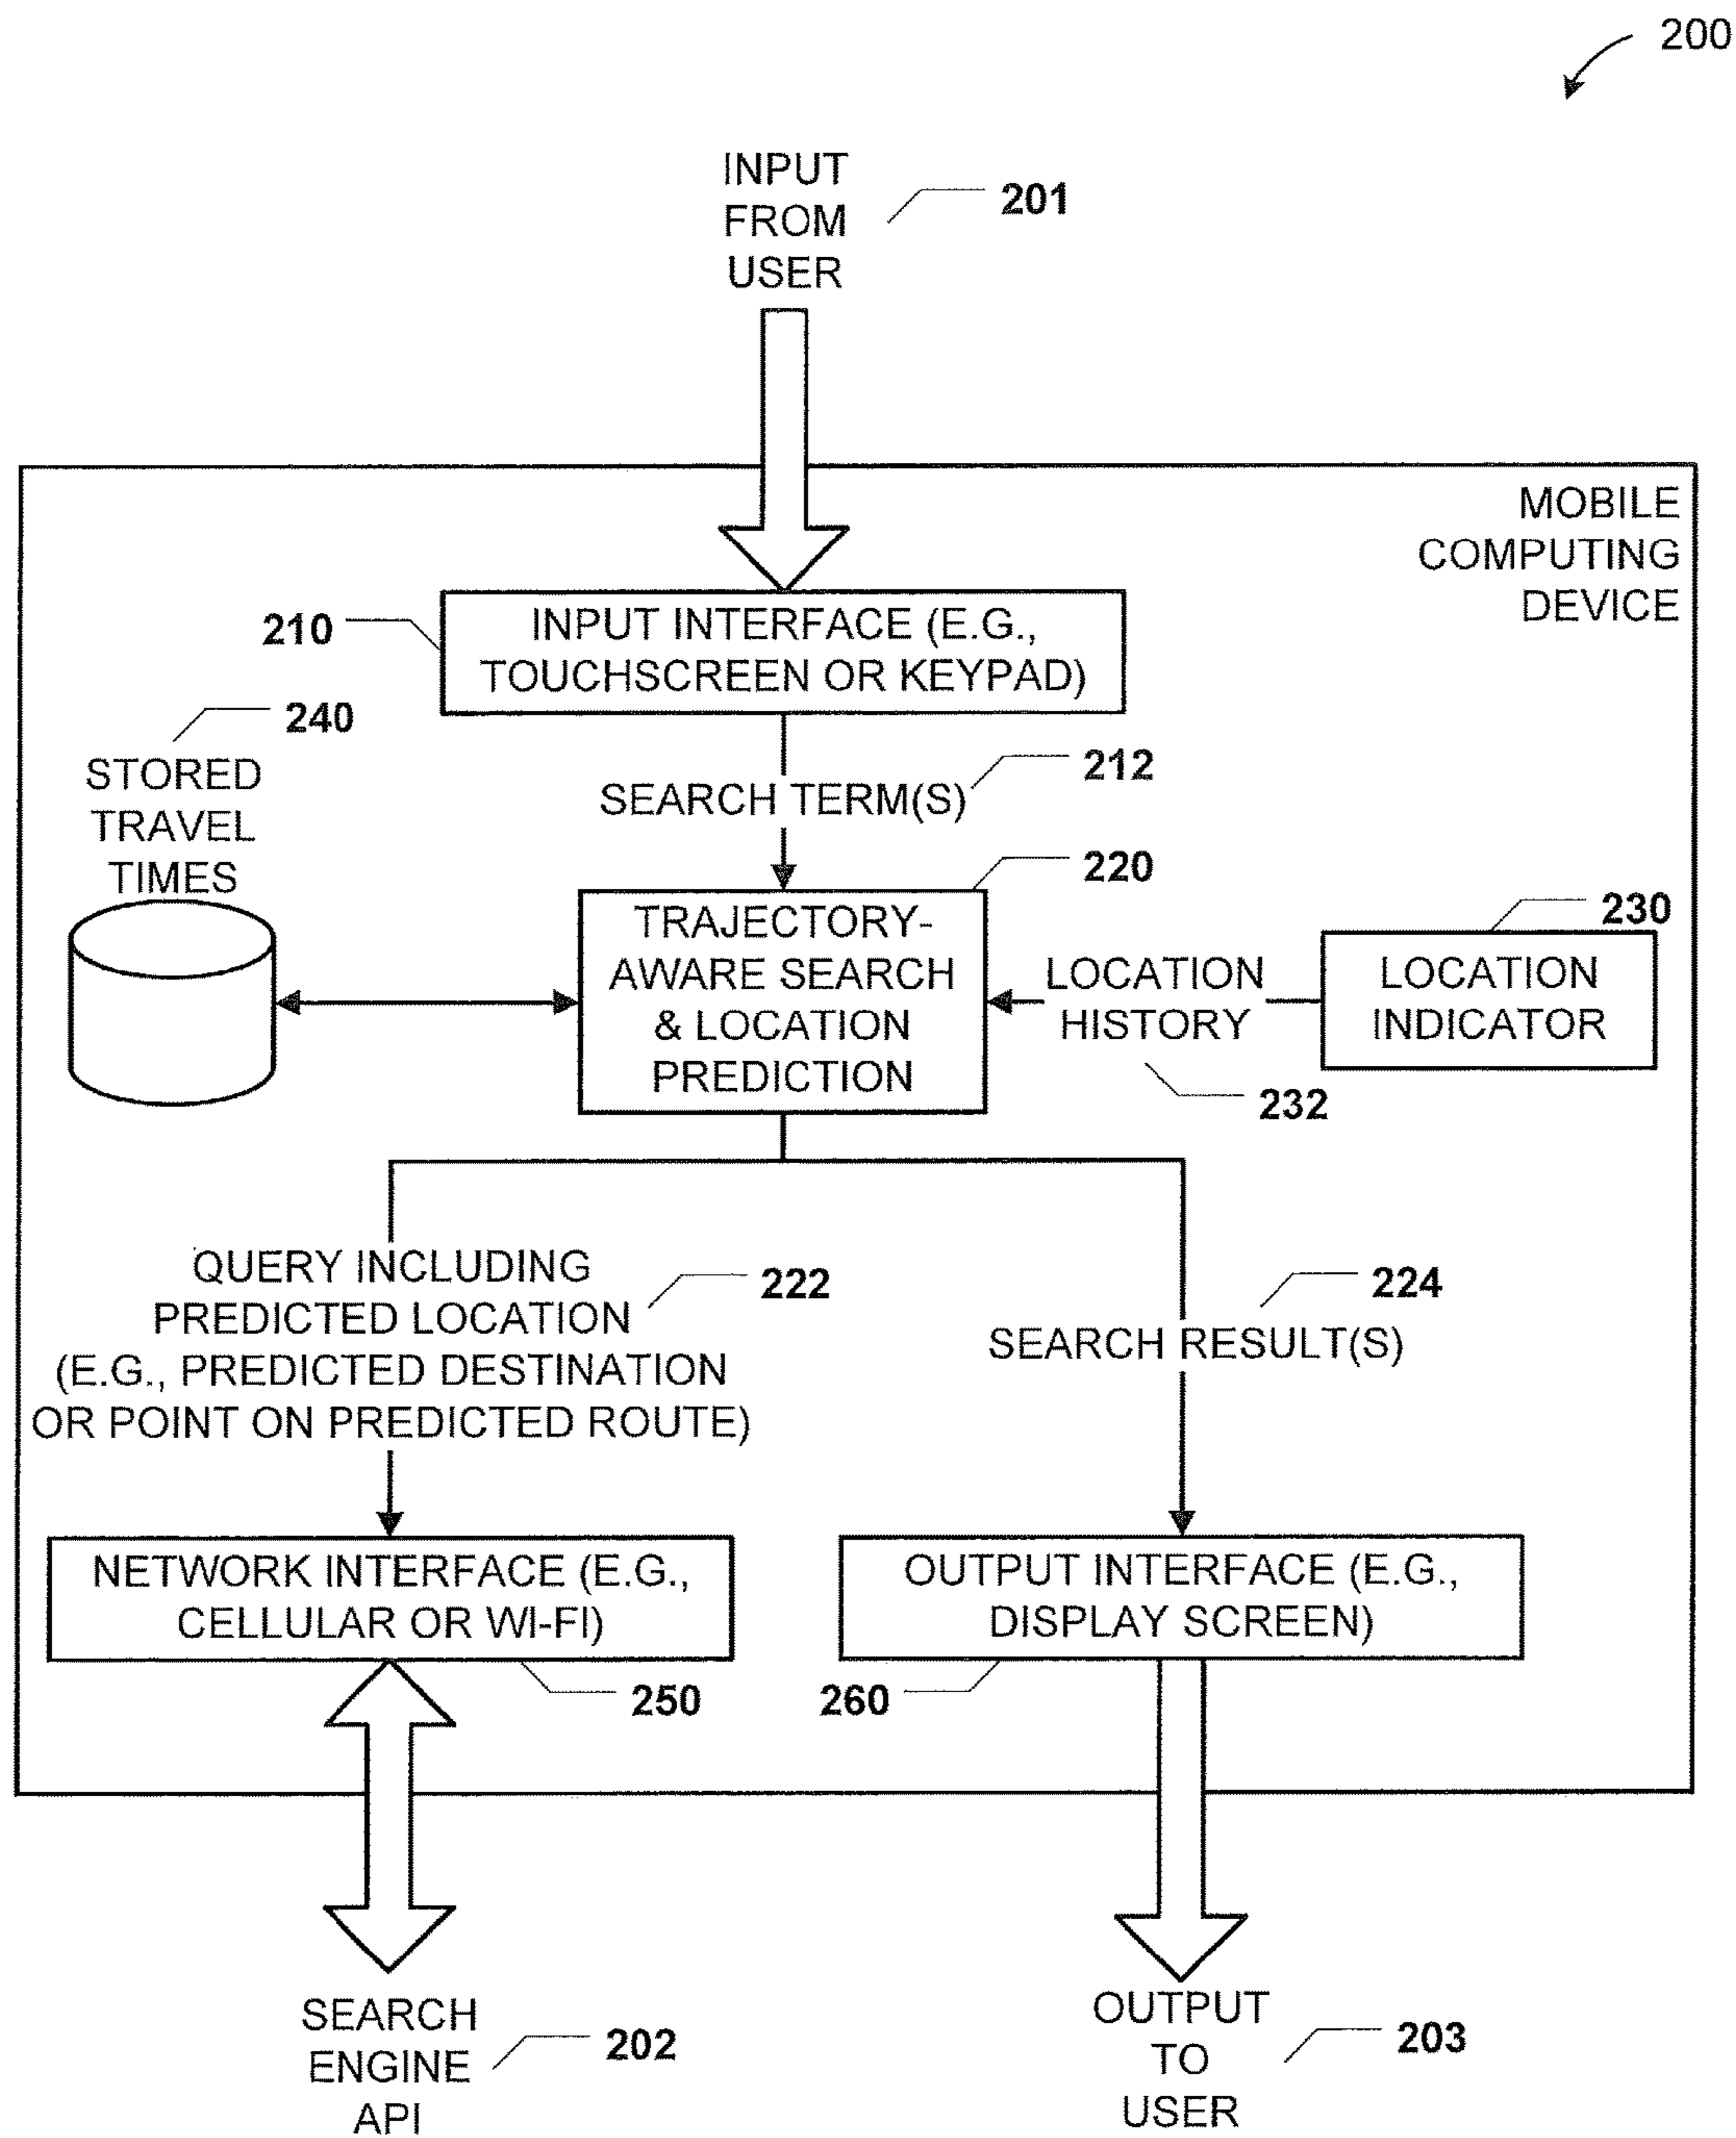 200
INPUT
FROM
USER
201
MOBILE
COMPUTING
DEVICE
210
INPUT INTERFACE (E.G.,
TOUCHSCREEN OR KEYPAD)
240
STORED
TRAVEL
TIMES
212
SEARCH TERM(S)
220
TRAJECTORY-
AWARE SEARCH
& LOCATION
PREDICTION
LOCATION
HISTORY
232
230
LOCATION
INDICATOR
QUERY INCLUDING
PREDICTED LOCATION
(E.G., PREDICTED DESTINATION
OR POINT ON PREDICTED ROUTE)
222
224
SEARCH RESULT(S)
NETWORK INTERFACE (E.G.,
CELLULAR OR WI-FI)
250
OUTPUT INTERFACE (E.G.,
DISPLAY SCREEN)
260
SEARCH
ENGINE
API
202
OUTPUT
TO
USER
203